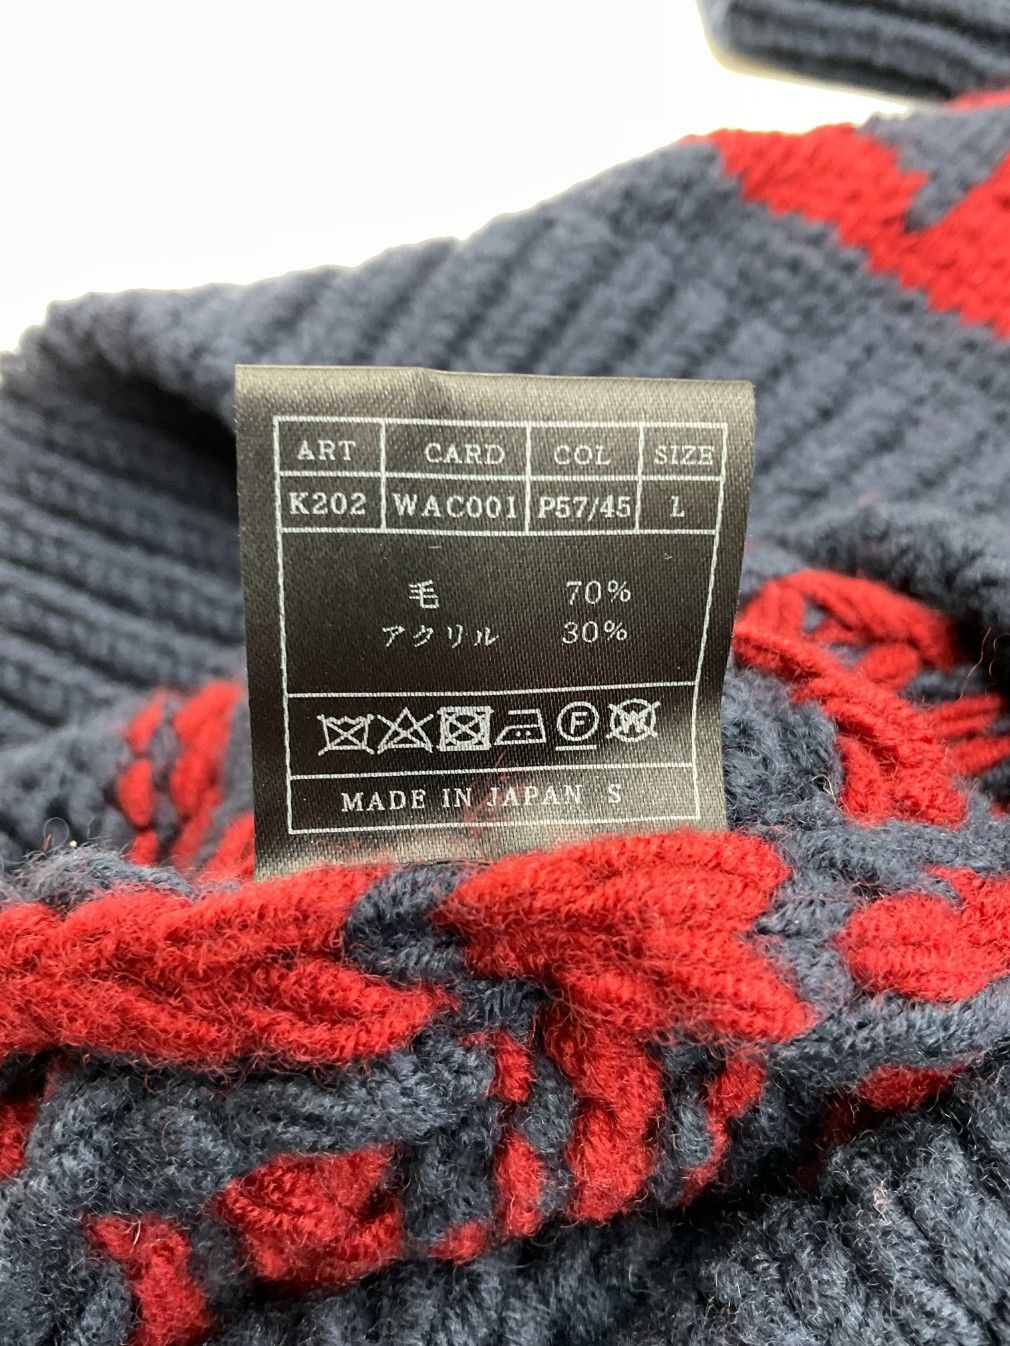 ART CARD COL SIZE
K202 WAC001 P57/45 L
毛 70%
アクリル 30%
F W
MADE IN JAPAN S